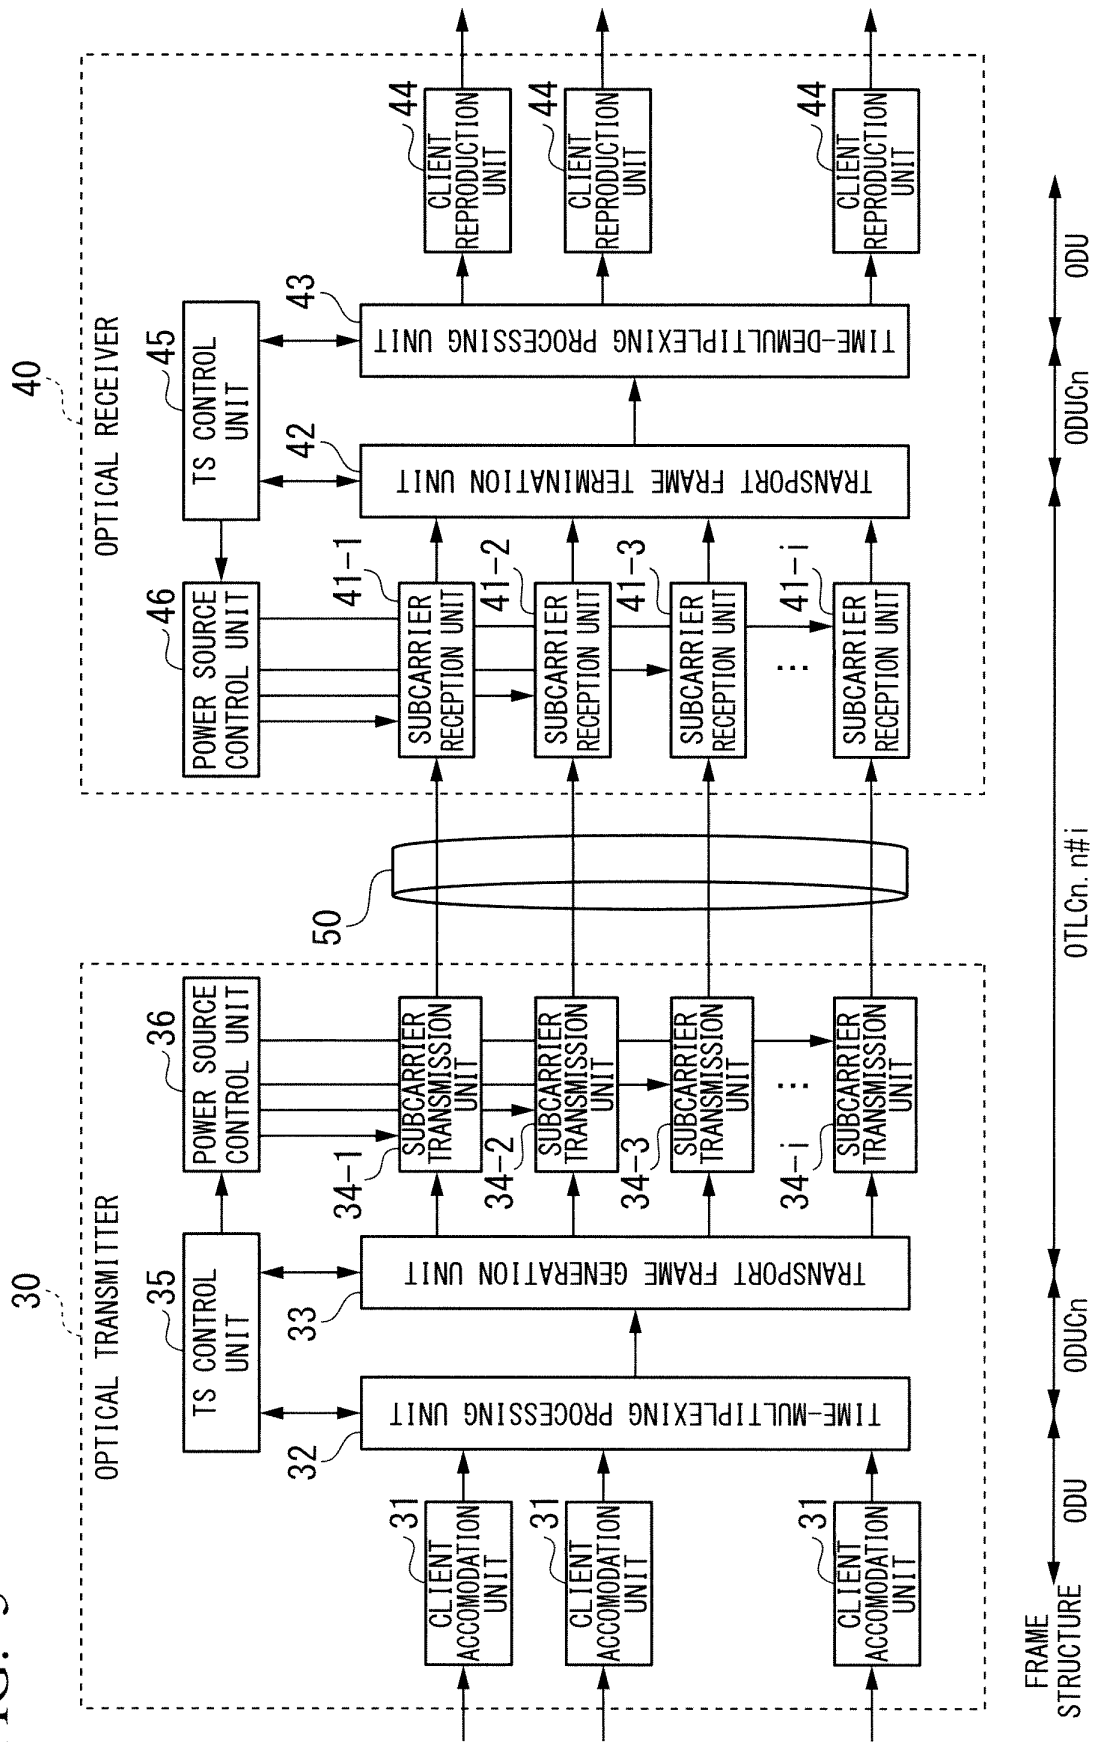 FIG. 9
30
OPTICAL TRANSMITTER
35
TS CONTROL
UNIT
36
POWER SOURCE
CONTROL UNIT
31
CLIENT
ACCOMODATION
UNIT
31
CLIENT
ACCOMODATION
UNIT
31
CLIENT
ACCOMODATION
UNIT
32
TIME-MULTIPLEXING PROCESSING UNIT
33
TRANSPORT FRAME GENERATION UNIT
34-1
SUBCARRIER
TRANSMISSION
UNIT
34-2
SUBCARRIER
TRANSMISSION
UNIT
34-3
SUBCARRIER
TRANSMISSION
UNIT
...
34-i
SUBCARRIER
TRANSMISSION
UNIT
50
40
OPTICAL RECEIVER
46
POWER SOURCE
CONTROL UNIT
45
TS CONTROL
UNIT
41-1
SUBCARRIER
RECEPTION UNIT
41-2
SUBCARRIER
RECEPTION UNIT
41-3
SUBCARRIER
RECEPTION UNIT
...
41-i
SUBCARRIER
RECEPTION UNIT
42
TRANSPORT FRAME TERMINATION UNIT
43
TIME-DEMULTIPLEXING PROCESSING UNIT
44
CLIENT
REPRODUCTION
UNIT
44
CLIENT
REPRODUCTION
UNIT
44
CLIENT
REPRODUCTION
UNIT
FRAME
STRUCTURE
ODU
ODUCn
OTLCn. n#i
ODUCn
ODU